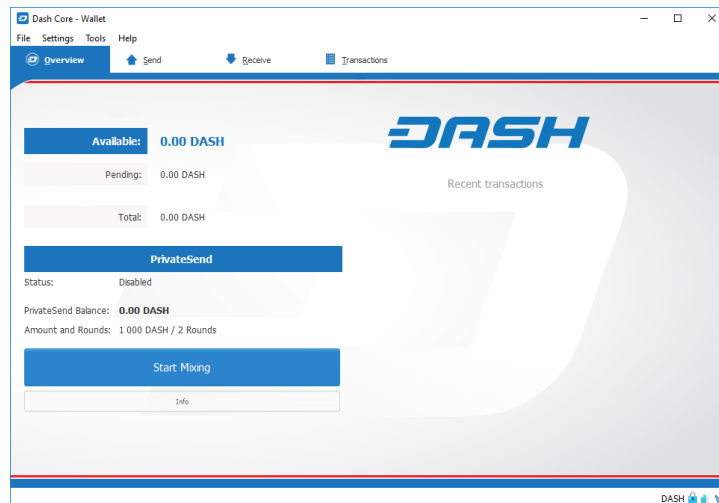 Dash Core - Wallet
File Settings Tools Help
Overview Send Receive Transactions
Available: 0.00 DASH
DASH
Pending: 0.00 DASH
Recent transactions
Total: 0.00 DASH
PrivateSend
Status: Disabled
PrivateSend Balance: 0.00 DASH
Amount and Rounds: 1 000 DASH / 2 Rounds
Start Mixing
Info
DASH